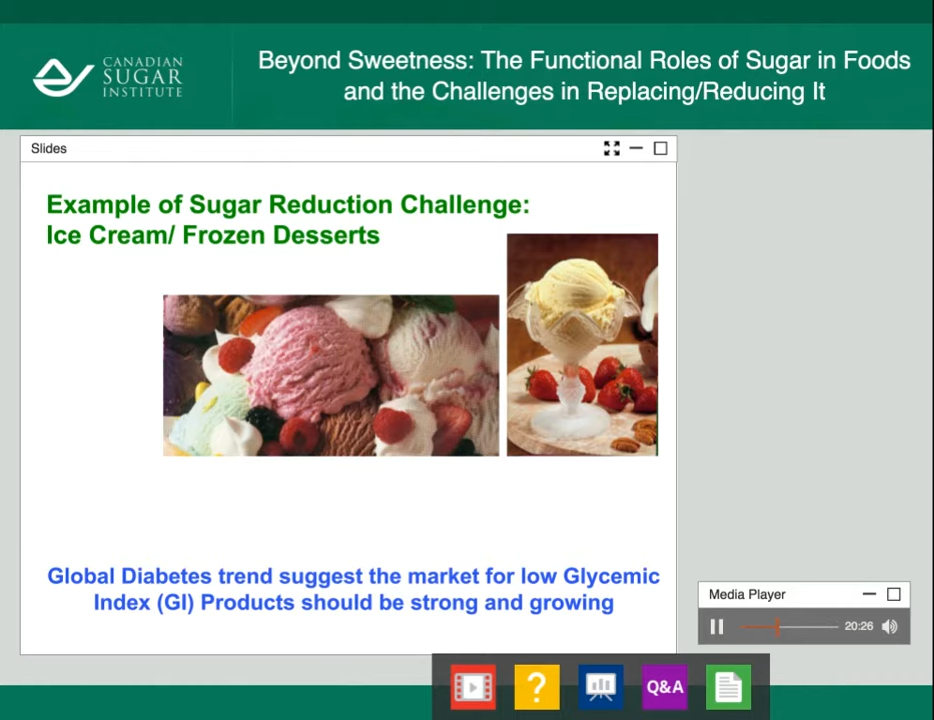 CANADIAN
SUGAR
INSTITUTE
Beyond Sweetness: The Functional Roles of Sugar in Foods
and the Challenges in Replacing/Reducing It
Slides
Example of Sugar Reduction Challenge:
Ice Cream/ Frozen Desserts
Global Diabetes trend suggest the market for low Glycemic
Index (GI) Products should be strong and growing
Media Player
20:26
?
Q&A